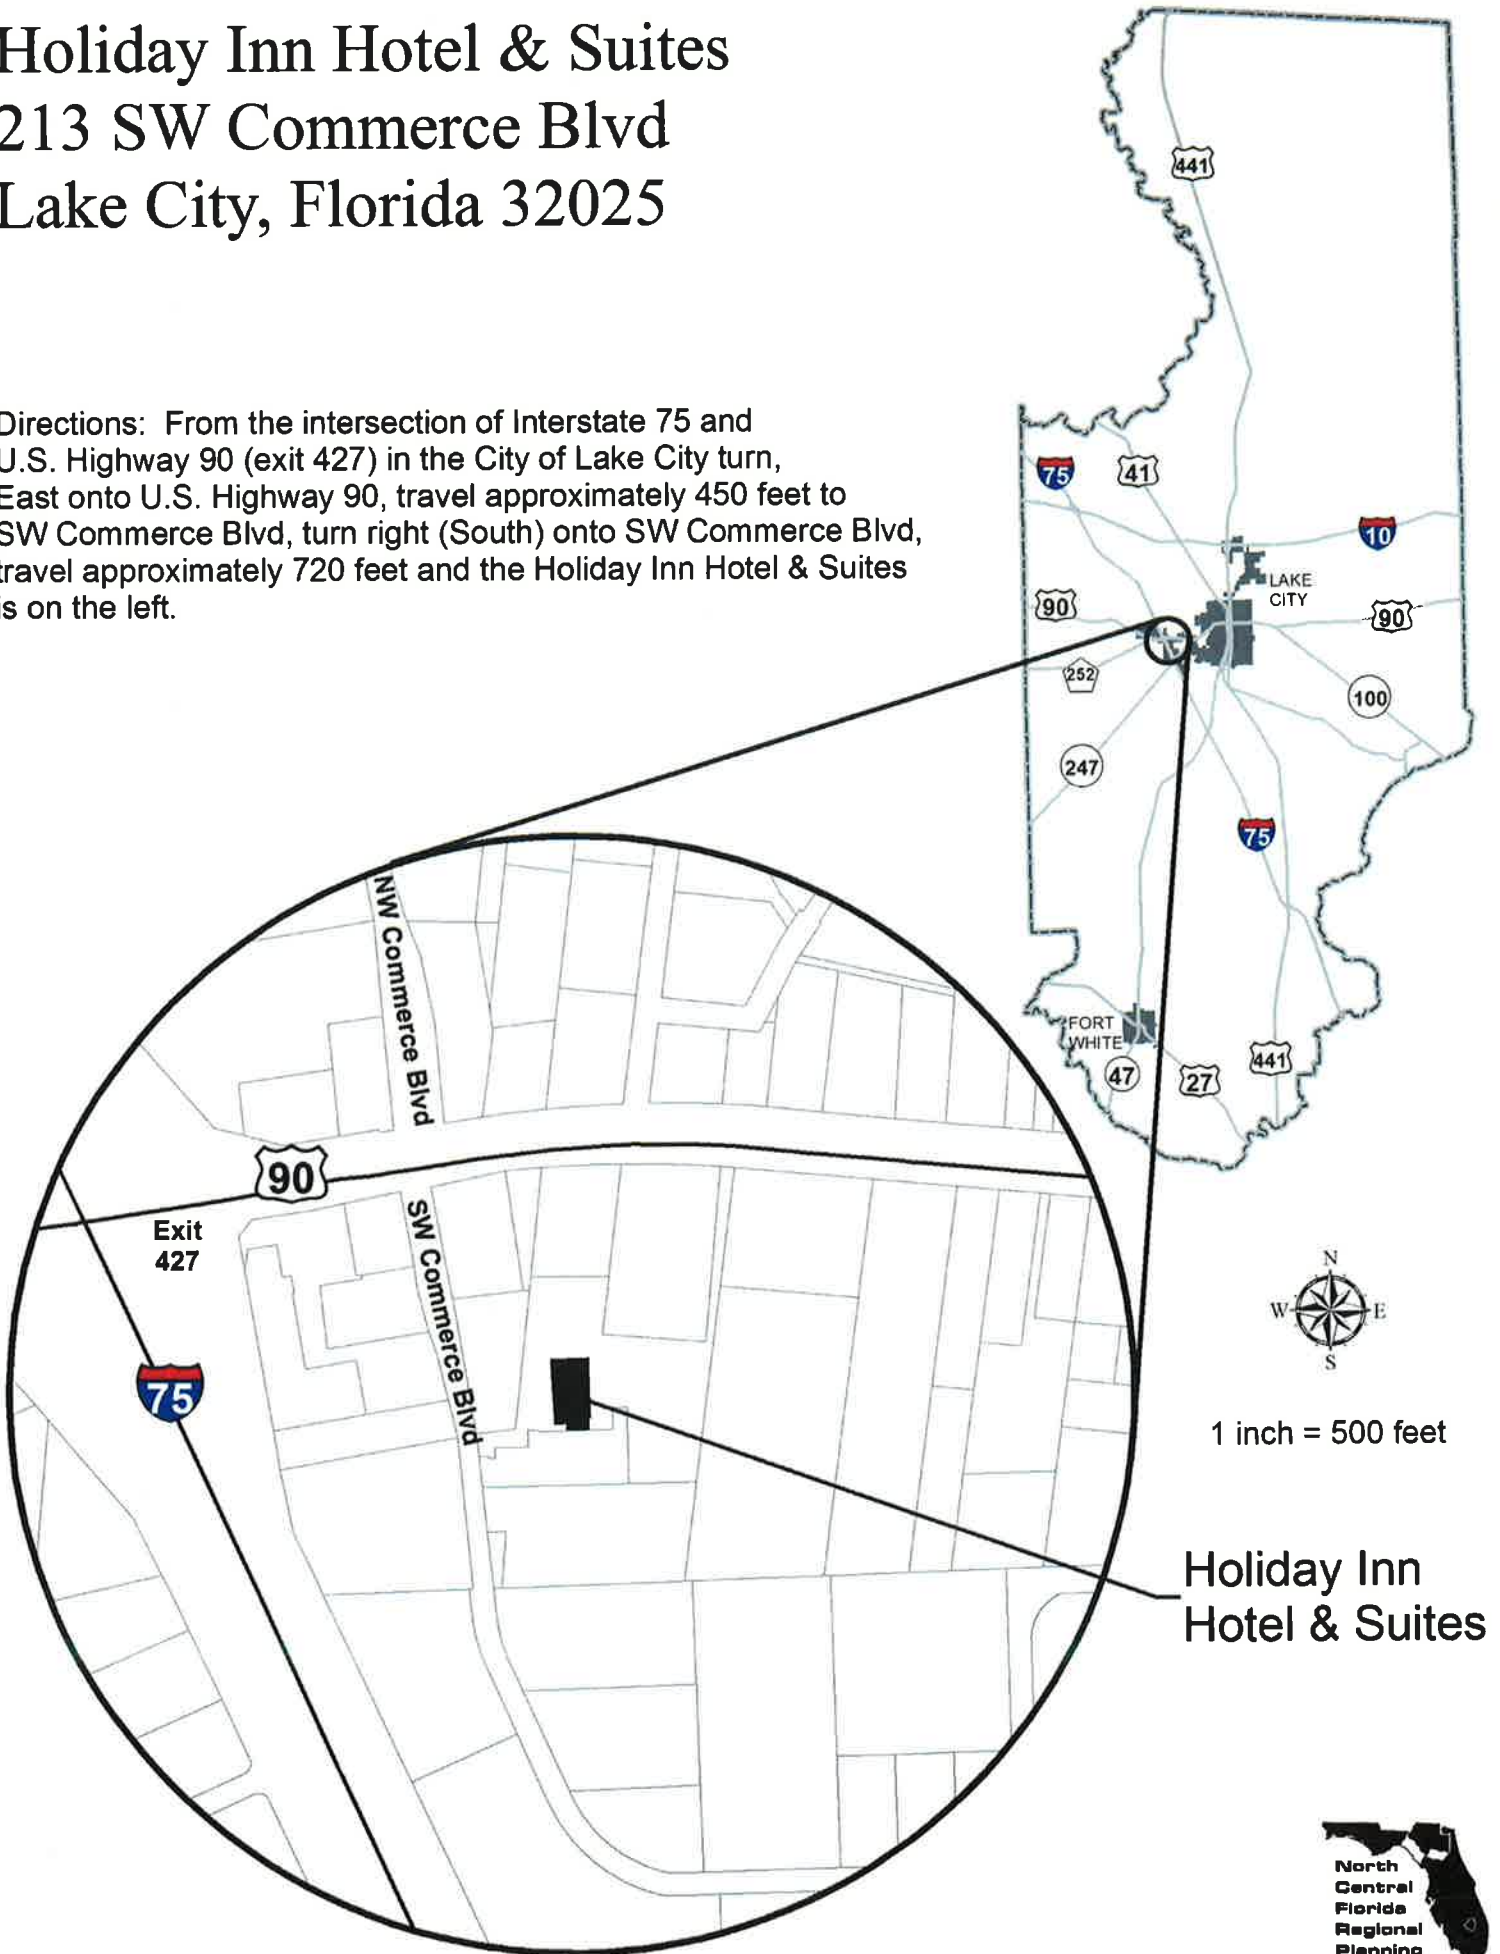 Holiday Inn Hotel & Suites
213 SW Commerce Blvd
Lake City, Florida 32025
Directions: From the intersection of Interstate 75 and
U.S. Highway 90 (exit 427) in the City of Lake City turn,
East onto U.S. Highway 90, travel approximately 450 feet to
SW Commerce Blvd, turn right (South) onto SW Commerce Blvd,
travel approximately 720 feet and the Holiday Inn Hotel & Suites
is on the left.
441
75
41
10
LAKE
CITY
90
90
252
100
247
75
FORT
WHITE
47
27
441
NW Commerce Blvd
90
Exit
427
SW Commerce Blvd
75
N
W
E
S
1 inch = 500 feet
Holiday Inn
Hotel & Suites
North
Central
Florida
Regional
Planning